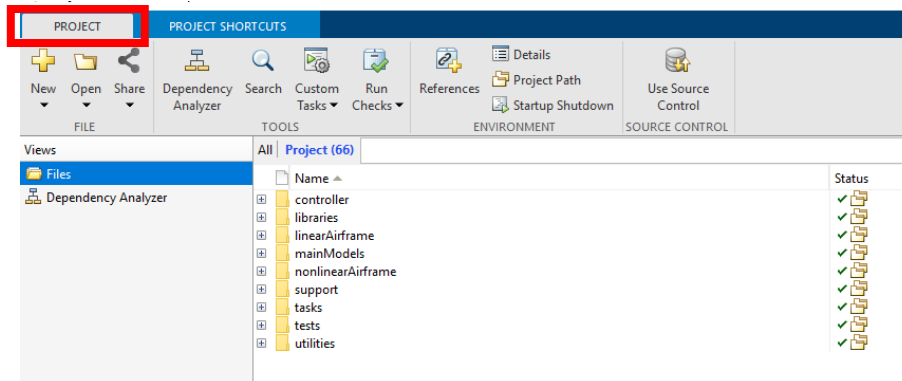 PROJECT PROJECT SHORTCUTS
New Open Share Dependency Analyzer Search Custom Tasks Run Checks References Details Project Path Startup Shutdown Use Source Control
FILE TOOLS ENVIRONMENT SOURCE CONTROL
Views All Project (66)
Files Name Status
Dependency Analyzer controller
libraries
linearAirframe
mainModels
nonlinearAirframe
support
tasks
tests
utilities